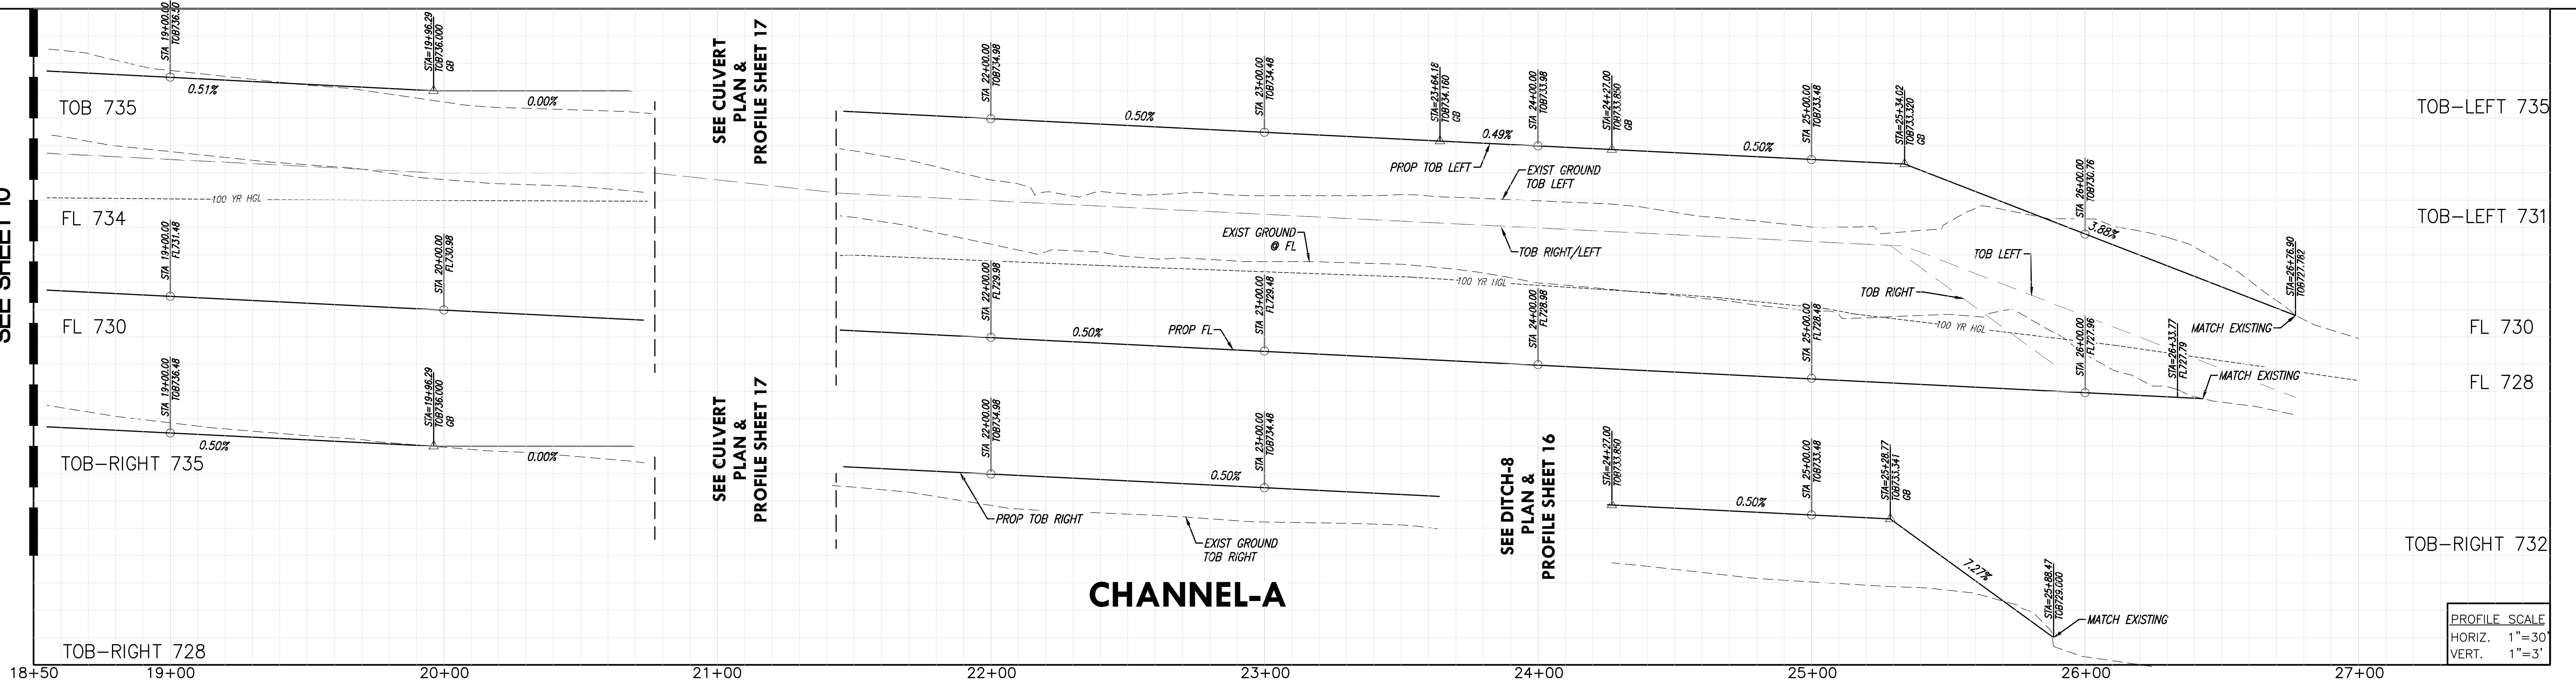 SEE SHEET 10
STA 19+00.00
TOB736.50
0.51%
STA=19+96.29
TOB736.000
GB
0.00%
TOB 735
100 YR HGL
FL 734
STA 19+00.00
FL731.48
STA 20+00.00
FL730.98
FL 730
STA 19+00.00
TOB736.48
0.50%
STA=19+96.29
TOB736.000
GB
0.00%
TOB-RIGHT 735
TOB-RIGHT 728
SEE CULVERT
PLAN &
PROFILE SHEET 17
SEE CULVERT
PLAN &
PROFILE SHEET 17
STA 22+00.00
TOB734.98
0.50%
STA 23+00.00
TOB734.48
STA=23+64.18
TOB734.160
GB
0.49%
STA 24+00.00
TOB733.98
STA=24+27.00
TOB733.850
GB
0.50%
STA 25+00.00
TOB733.48
STA=25+34.02
TOB733.320
GB
STA 26+00.00
TOB730.76
3.88%
STA=26+76.90
TOB727.782
PROP TOB LEFT
EXIST GROUND
TOB LEFT
EXIST GROUND
@ FL
TOB RIGHT/LEFT
TOB LEFT
TOB RIGHT
100 YR HGL
100 YR HGL
MATCH EXISTING
STA 22+00.00
FL729.98
0.50%
PROP FL
STA 23+00.00
FL729.48
STA 24+00.00
FL728.98
STA 25+00.00
FL728.48
STA 26+00.00
FL727.96
STA=26+33.77
FL727.79
MATCH EXISTING
STA 22+00.00
TOB734.98
STA 23+00.00
TOB734.48
0.50%
PROP TOB RIGHT
EXIST GROUND
TOB RIGHT
SEE DITCH-8
PLAN &
PROFILE SHEET 16
STA=24+27.00
TOB733.850
0.50%
STA 25+00.00
TOB733.48
STA=25+28.77
TOB733.341
GB
7.27%
STA=25+88.47
TOB729.000
MATCH EXISTING
TOB-LEFT 735
TOB-LEFT 731
FL 730
FL 728
TOB-RIGHT 732
CHANNEL-A
PROFILE SCALE
HORIZ. 1"=30'
VERT. 1"=3'
18+50 19+00 20+00 21+00 22+00 23+00 24+00 25+00 26+00 27+00